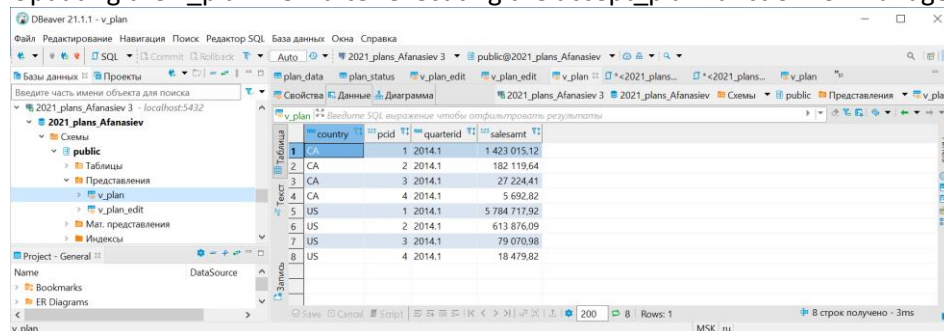 DBeaver 21.1.1 - v_plan
Файл Редактирование Навигация Поиск Редактор SQL База данных Окна Справка
SQL Commit Rollback Auto 2021_plans_Afanasiev 3 public@2021_plans_Afanasiev
Базы данных Проекты
plan_data plan_status v_plan_edit v_plan_edit v_plan *<2021_plans... *<2021_plans... v_plan
Введите часть имени объекта для поиска
Свойства Данные Диаграмма 2021_plans_Afanasiev 3 2021_plans_Afanasiev Схемы public Представления
2021_plans_Afanasiev 3 - localhost:5432
v_plan Введите SQL выражение чтобы отфильтровать результаты
2021_plans_Afanasiev
Схемы
public
Таблицы
Представления
v_plan
v_plan_edit
Мат. представления
Индексы
Таблица
Текст
Запись
country pcid quarterid salesamt
1 CA 1 2014.1 1 423 015,12
2 CA 2 2014.1 182 119,64
3 CA 3 2014.1 27 224,41
4 CA 4 2014.1 5 692,82
5 US 1 2014.1 5 784 717,92
6 US 2 2014.1 613 876,09
7 US 3 2014.1 79 070,98
8 US 4 2014.1 18 479,82
Project - General
Name DataSource
Bookmarks
ER Diagrams
Save Cancel Script 200 8 Rows: 1 8 строк получено - 3ms
v_plan MSK ru